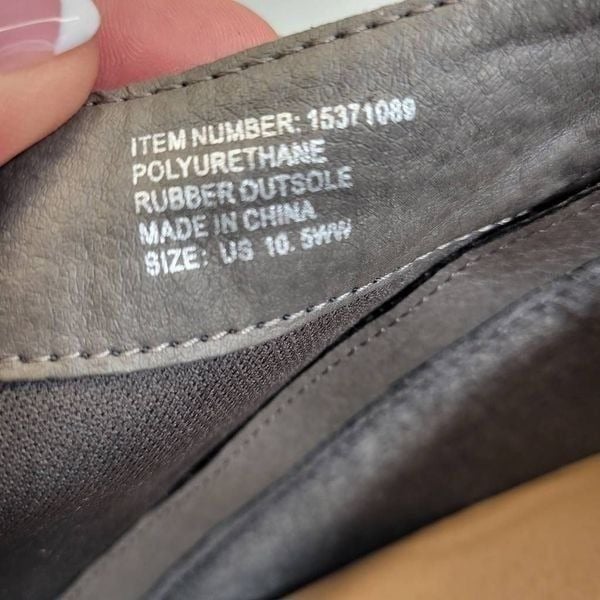 ITEM NUMBER: 15371089
POLYURETHANE
RUBBER OUTSOLE
MADE IN CHINA
SIZE: US 10.5WW